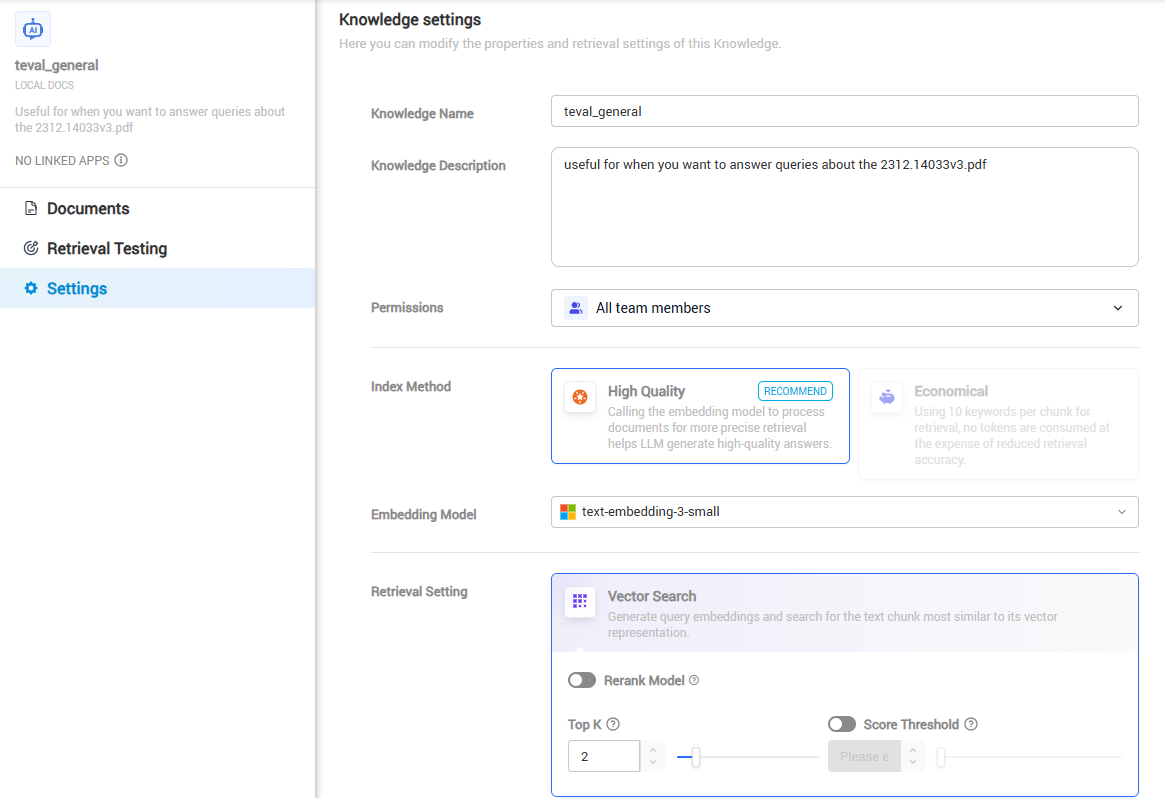 AI
teval_general
LOCAL DOCS
Useful for when you want to answer queries about
the 2312.14033v3.pdf
NO LINKED APPS
Documents
Retrieval Testing
Settings
Knowledge settings
Here you can modify the properties and retrieval settings of this Knowledge.
Knowledge Name
teval_general
Knowledge Description
useful for when you want to answer queries about the 2312.14033v3.pdf
Permissions
All team members
Index Method
High Quality
RECOMMEND
Calling the embedding model to process
documents for more precise retrieval
helps LLM generate high-quality answers.
Economical
Using 10 keywords per chunk for
retrieval, no tokens are consumed at
the expense of reduced retrieval
accuracy.
Embedding Model
text-embedding-3-small
Retrieval Setting
Vector Search
Generate query embeddings and search for the text chunk most similar to its vector
representation.
Rerank Model
Top K
Score Threshold
2
Please e